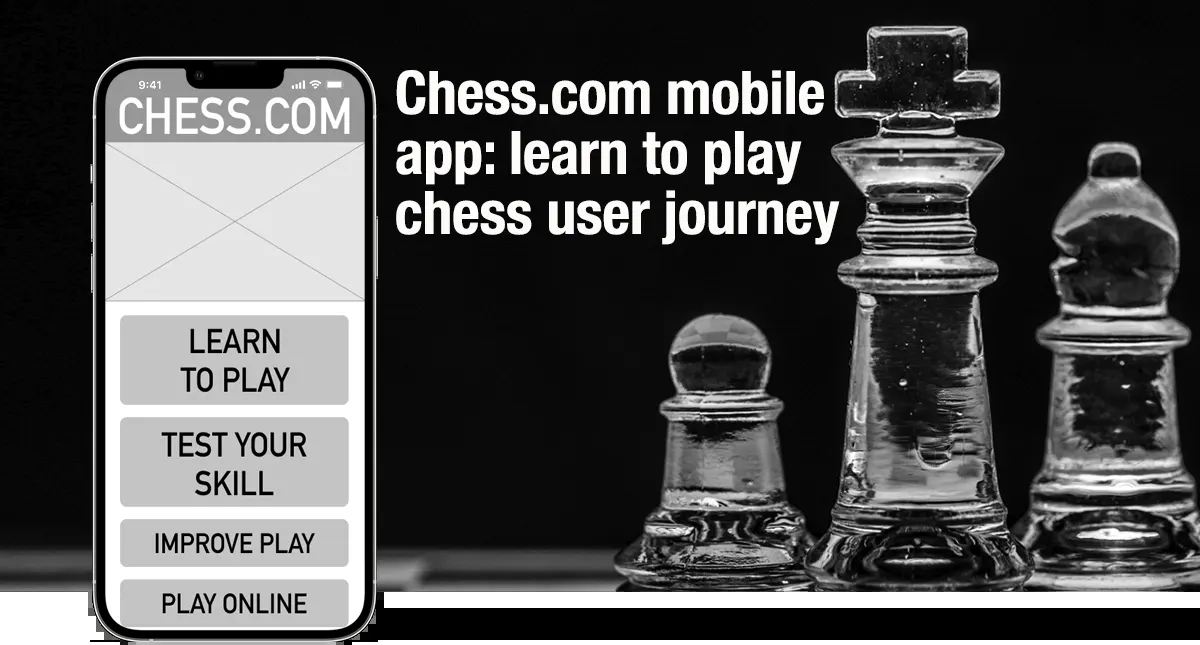 9:41
CHESS.COM
LEARN
TO PLAY
TEST YOUR
SKILL
IMPROVE PLAY
PLAY ONLINE
Chess.com mobile
app: learn to play
chess user journey